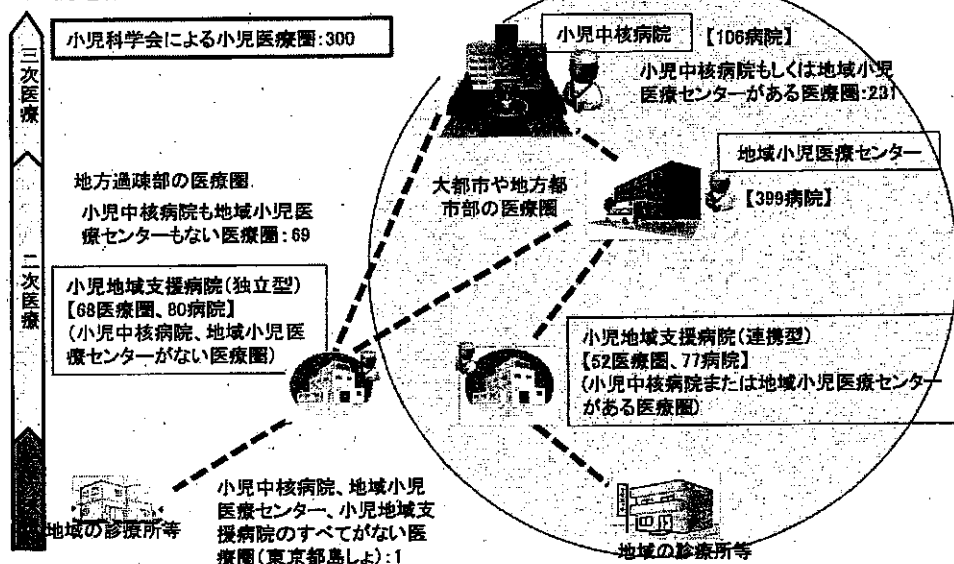 小児科学会による小児医療圏:300
三次医療
二次医療
小児中核病院
【106病院】
小児中核病院もしくは地域小児
医療センターがある医療圏:231
地域小児医療センター
【399病院】
地方過疎部の医療圏
小児中核病院も地域小児医
療センターもない医療圏:69
大都市や地方都
市部の医療圏
小児地域支援病院(独立型)
【68医療圏、80病院】
(小児中核病院、地域小児医
療センターがない医療圏)
小児地域支援病院(連携型)
【52医療圏、77病院】
(小児中核病院または地域小児医療センター
がある医療圏)
地域の診療所等
小児中核病院、地域小児
医療センター、小児地域支
援病院のすべてがない医
療圏(東京都島しょ):1
地域の診療所等